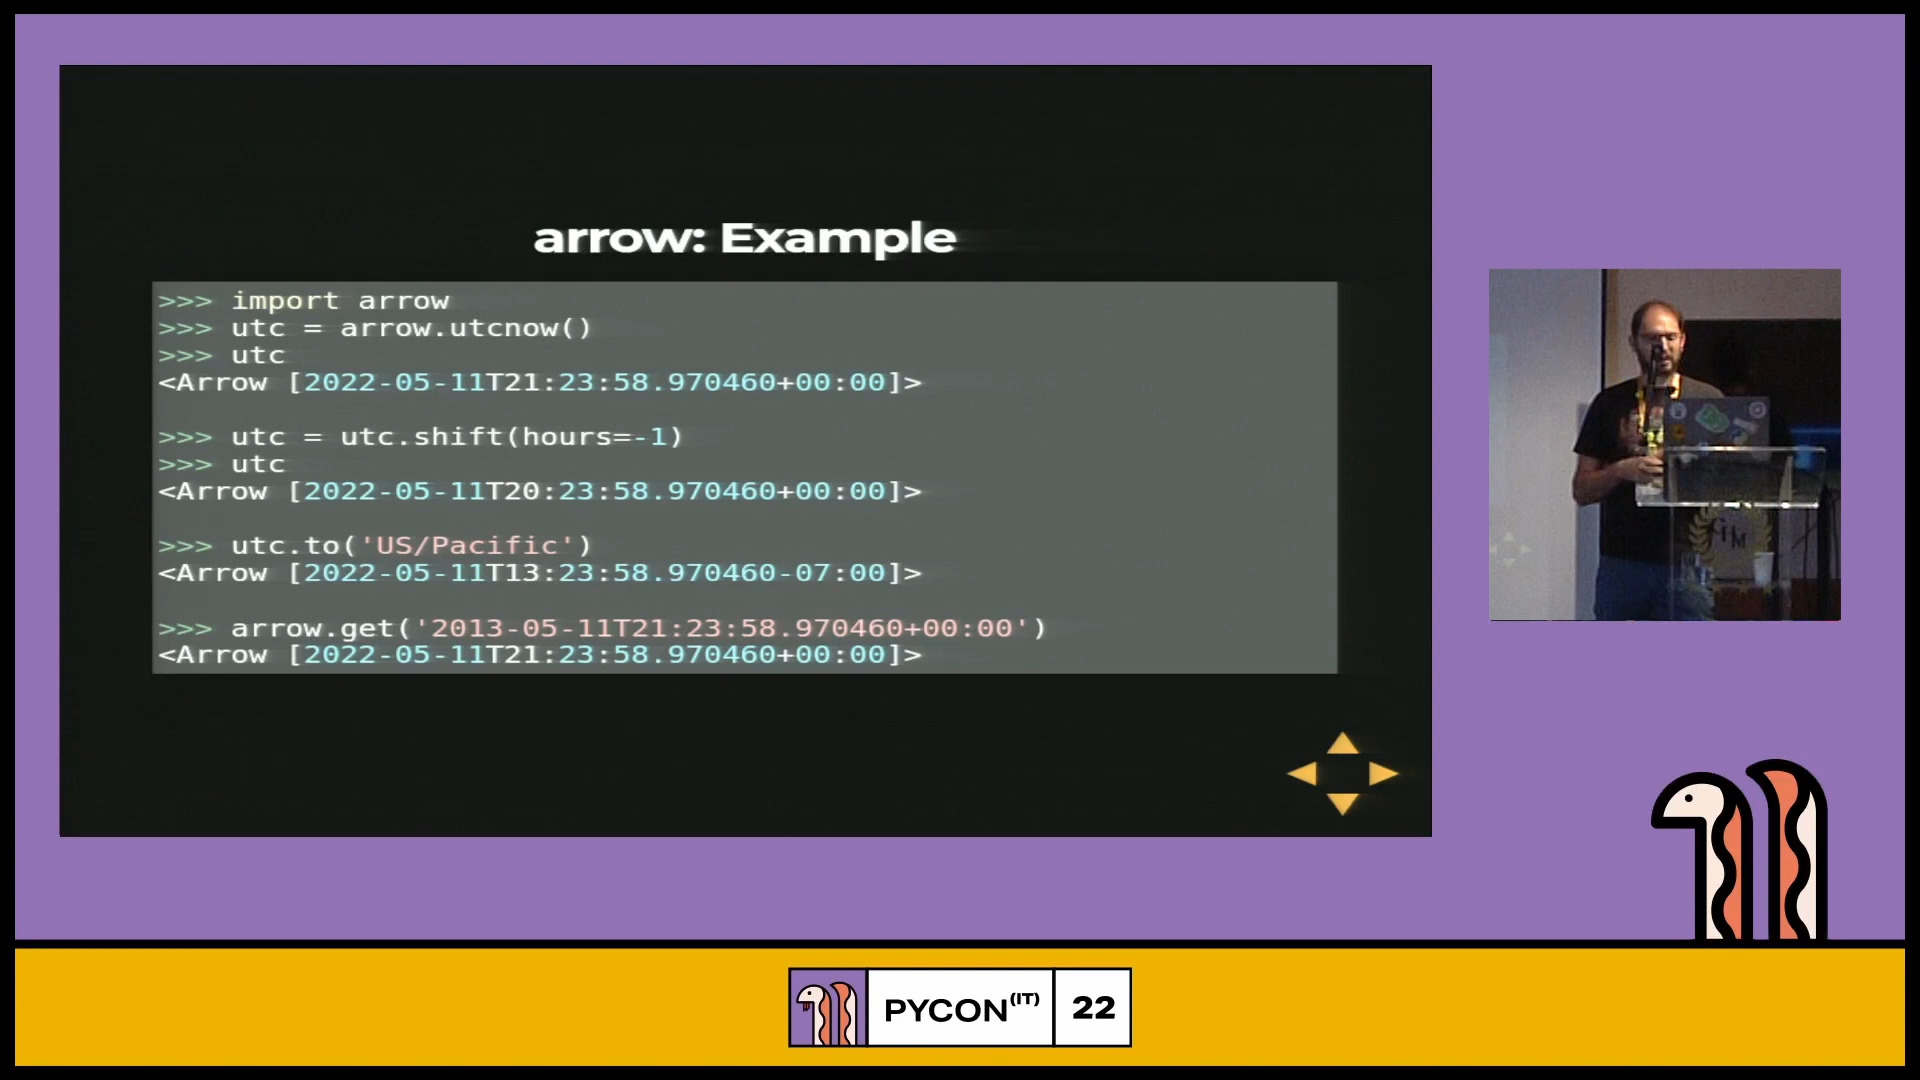 arrow: Example
>>> import arrow
>>> utc = arrow.utcnow()
>>> utc
<Arrow [2022-05-11T21:23:58.970460+00:00]>
>>> utc = utc.shift(hours=-1)
>>> utc
<Arrow [2022-05-11T20:23:58.970460+00:00]>
>>> utc.to('US/Pacific')
<Arrow [2022-05-11T13:23:58.970460-07:00]>
>>> arrow.get('2013-05-11T21:23:58.970460+00:00')
<Arrow [2022-05-11T21:23:58.970460+00:00]>
GM
PYCON(IT) 22